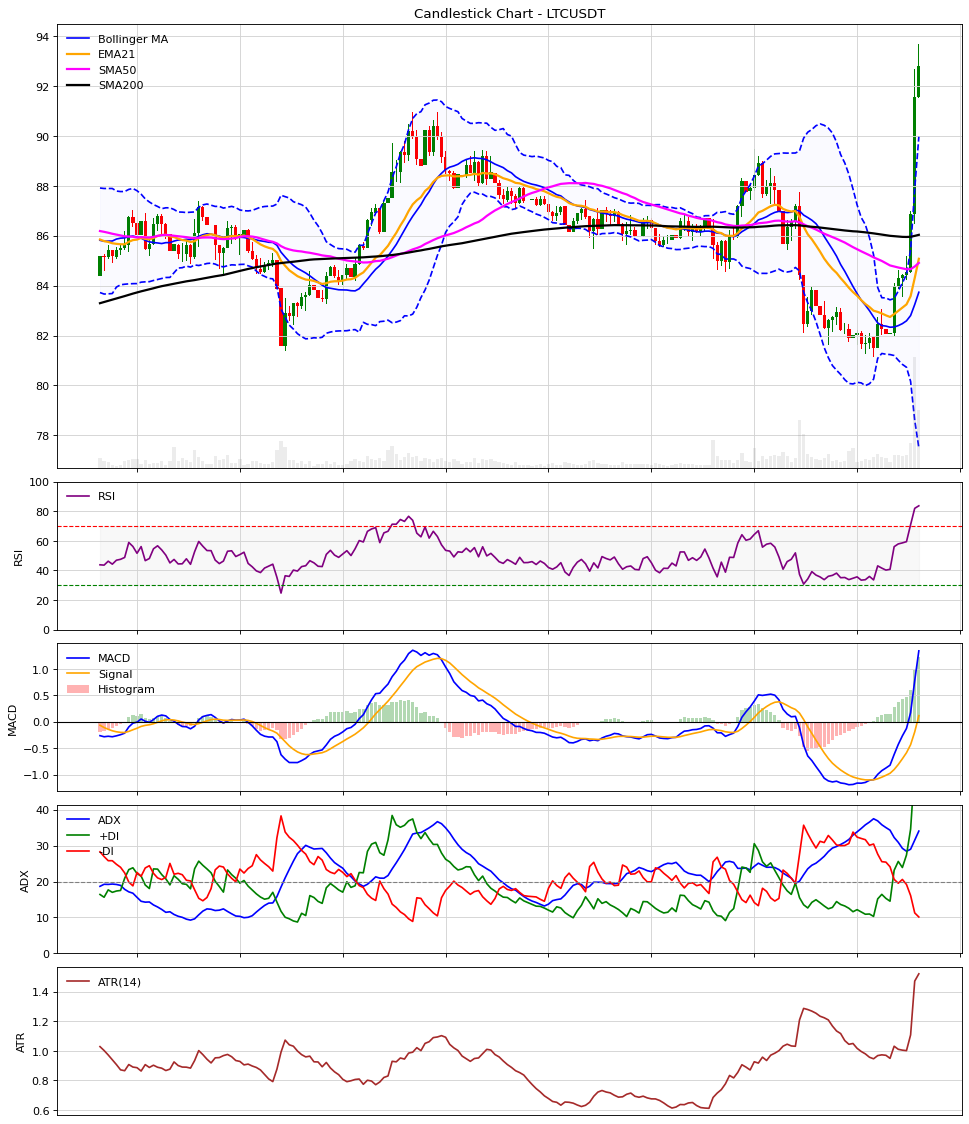 Candlestick Chart - LTCUSDT
Bollinger MA
EMA21
SMA50
SMA200
94
92
90
88
86
84
82
80
78
RSI
RSI
100
80
60
40
20
0
MACD
Signal
Histogram
MACD
1.0
0.5
0.0
−0.5
−1.0
ADX
+DI
-DI
ADX
40
30
20
10
0
ATR(14)
ATR
1.4
1.2
1.0
0.8
0.6